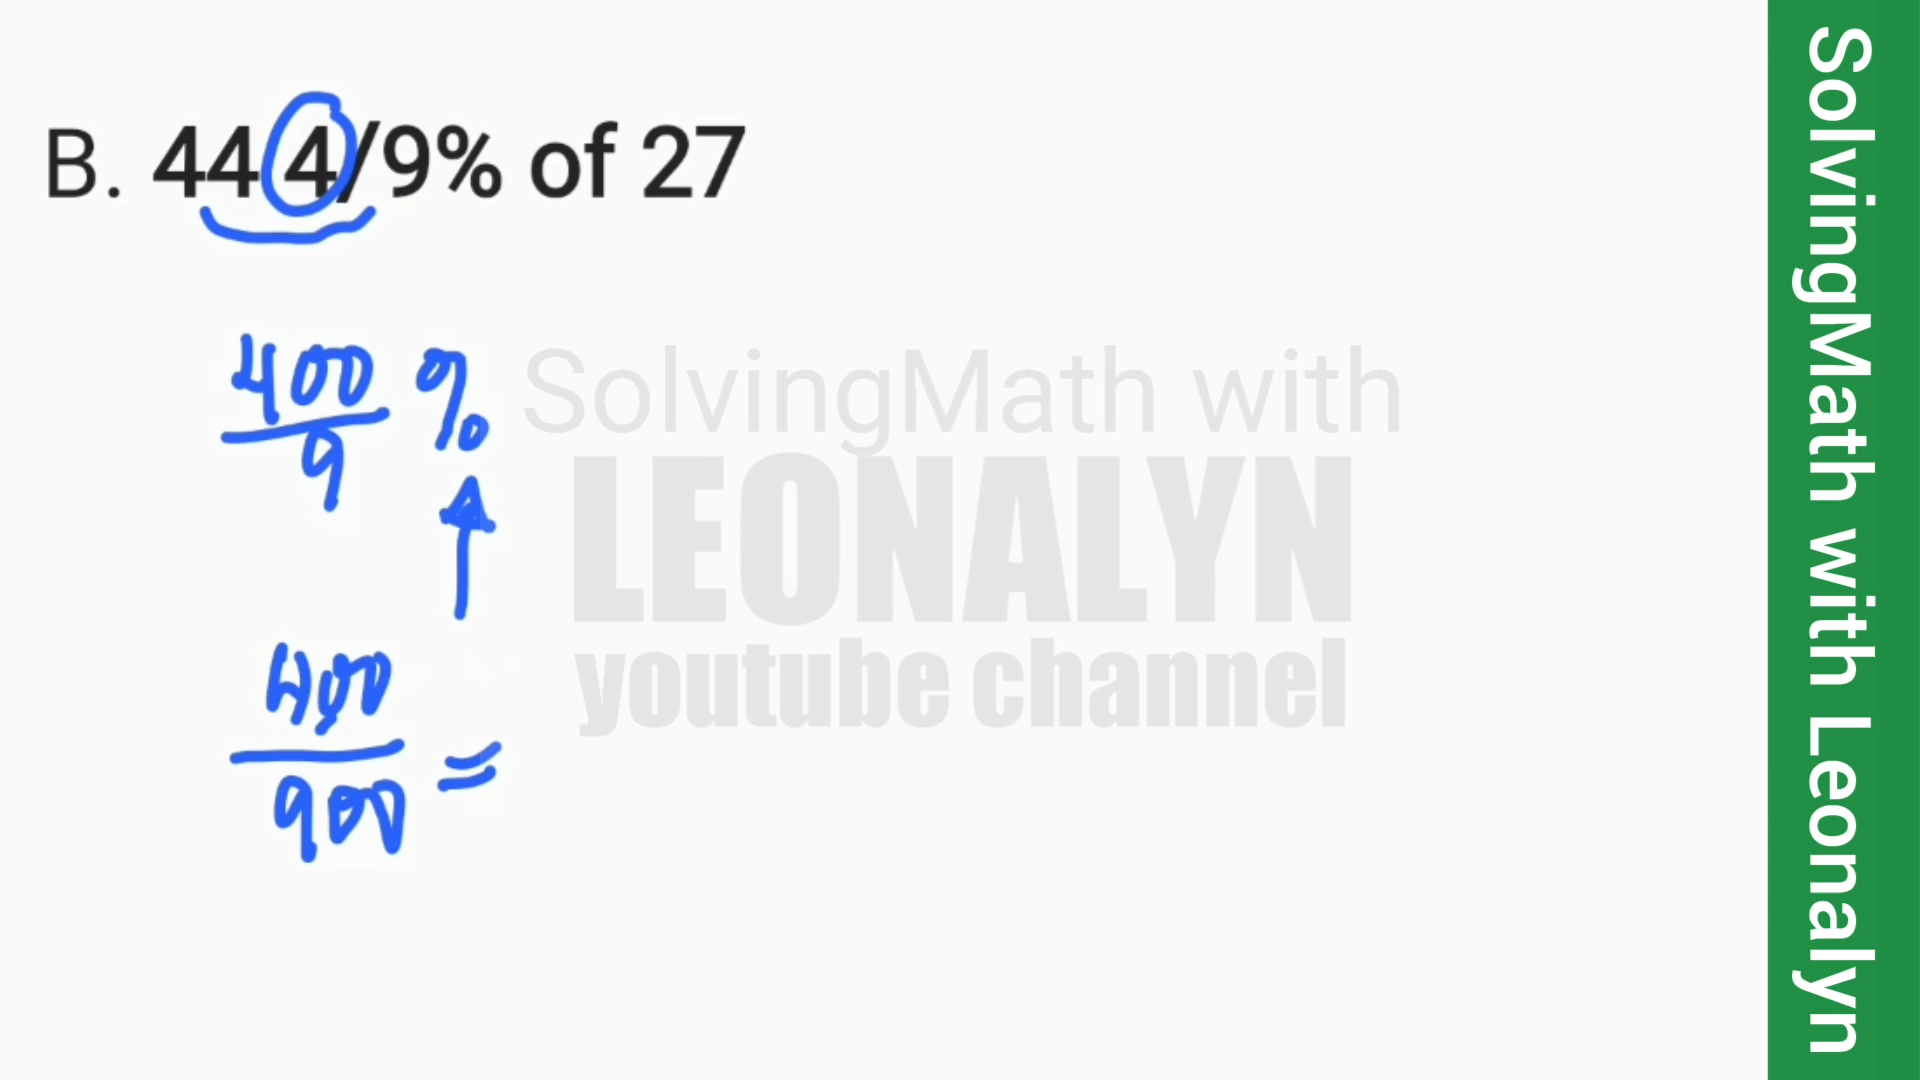 B. 44 4/9% of 27
400 %
9
400
900 =
SolvingMath with
LEONALYN
youtube channel
SolvingMath with Leonalyn